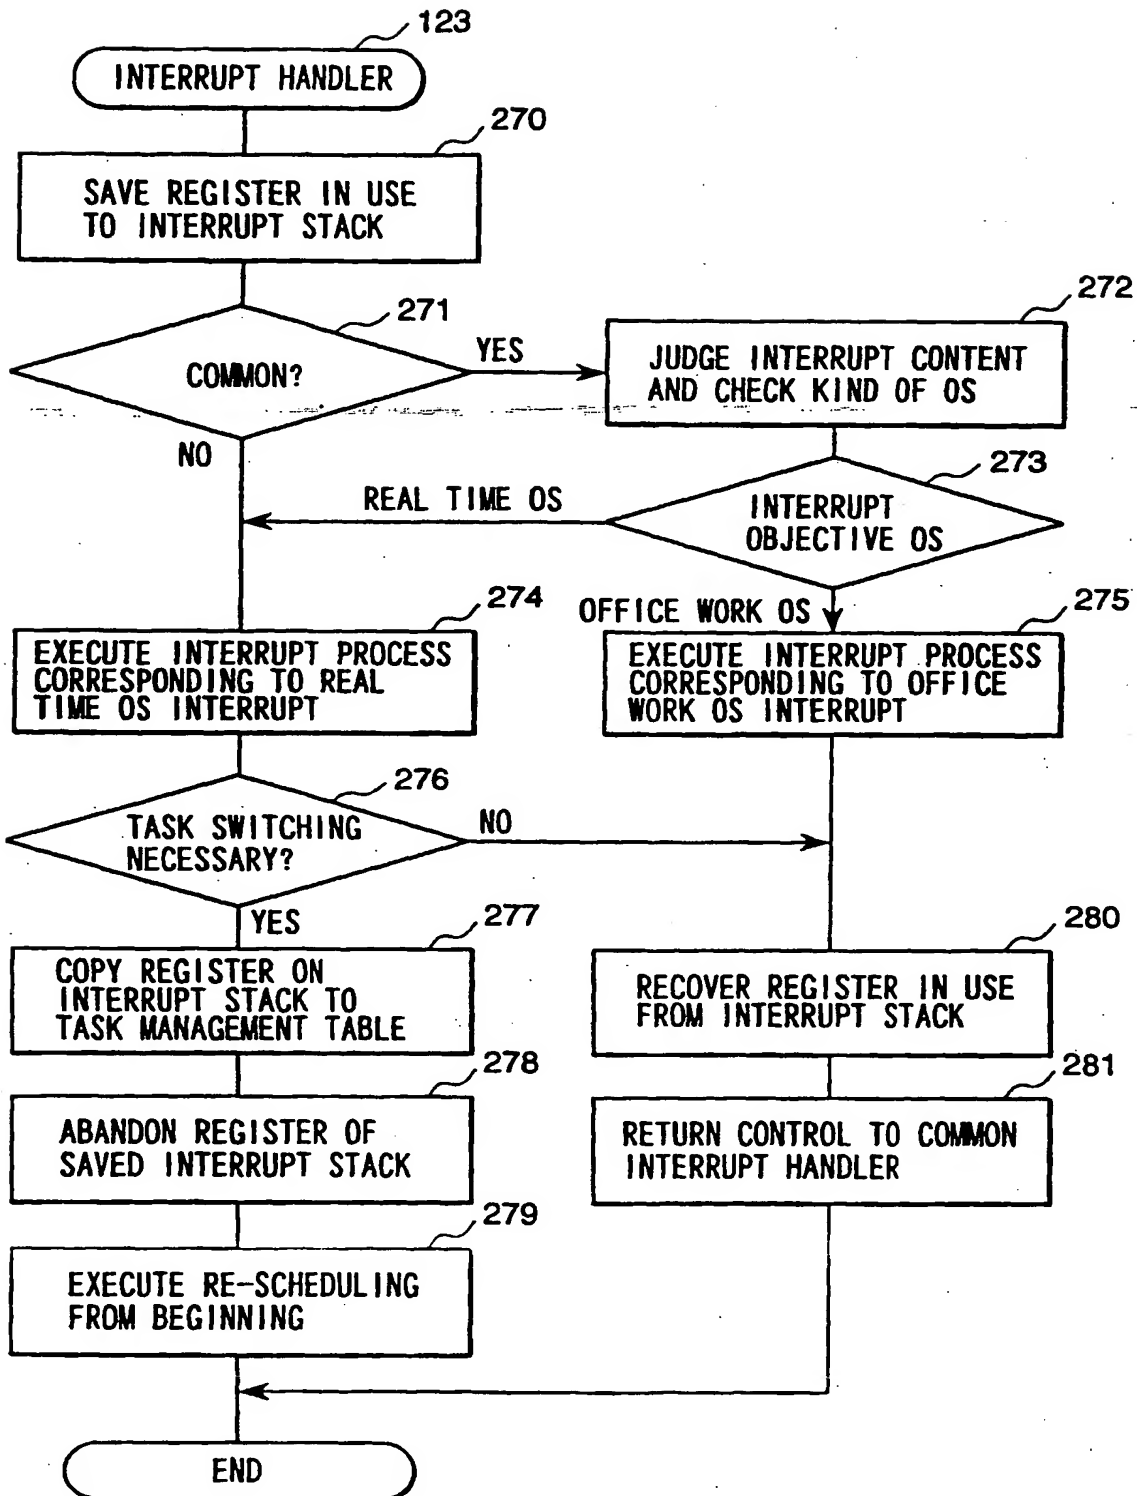 123
INTERRUPT HANDLER
270
SAVE REGISTER IN USE
TO INTERRUPT STACK
271
COMMON?
YES
NO
272
JUDGE INTERRUPT CONTENT
AND CHECK KIND OF OS
273
INTERRUPT
OBJECTIVE OS
REAL TIME OS
OFFICE WORK OS
274
EXECUTE INTERRUPT PROCESS
CORRESPONDING TO REAL
TIME OS INTERRUPT
275
EXECUTE INTERRUPT PROCESS
CORRESPONDING TO OFFICE
WORK OS INTERRUPT
276
TASK SWITCHING
NECESSARY?
NO
YES
277
COPY REGISTER ON
INTERRUPT STACK TO
TASK MANAGEMENT TABLE
280
RECOVER REGISTER IN USE
FROM INTERRUPT STACK
278
ABANDON REGISTER OF
SAVED INTERRUPT STACK
281
RETURN CONTROL TO COMMON
INTERRUPT HANDLER
279
EXECUTE RE-SCHEDULING
FROM BEGINNING
END